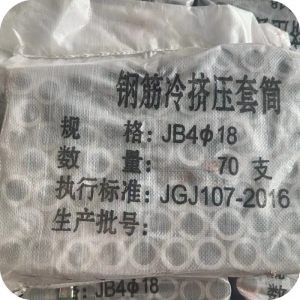 钢筋冷挤压套筒
规 格：JB4φ18
数 量： 70 支
执行标准：JGJ107-2016
生产批号：
JB4φ18